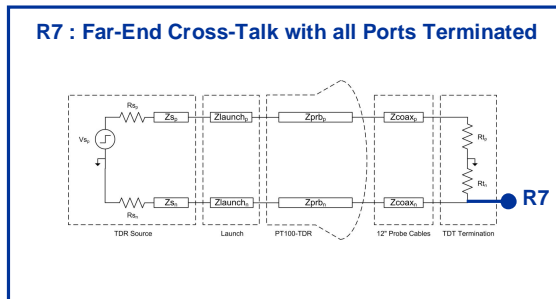 R7 : Far-End Cross-Talk with all Ports Terminated
Rsp
Zsp
Zlaunchp
Zprbp
Zcoaxp
Vsp
Rtp
Rtn
Rsn
Zsn
Zlaunchn
Zprbn
Zcoaxn
R7
TDR Source
Launch
PT100-TDR
12" Probe Cables
TDT Termination